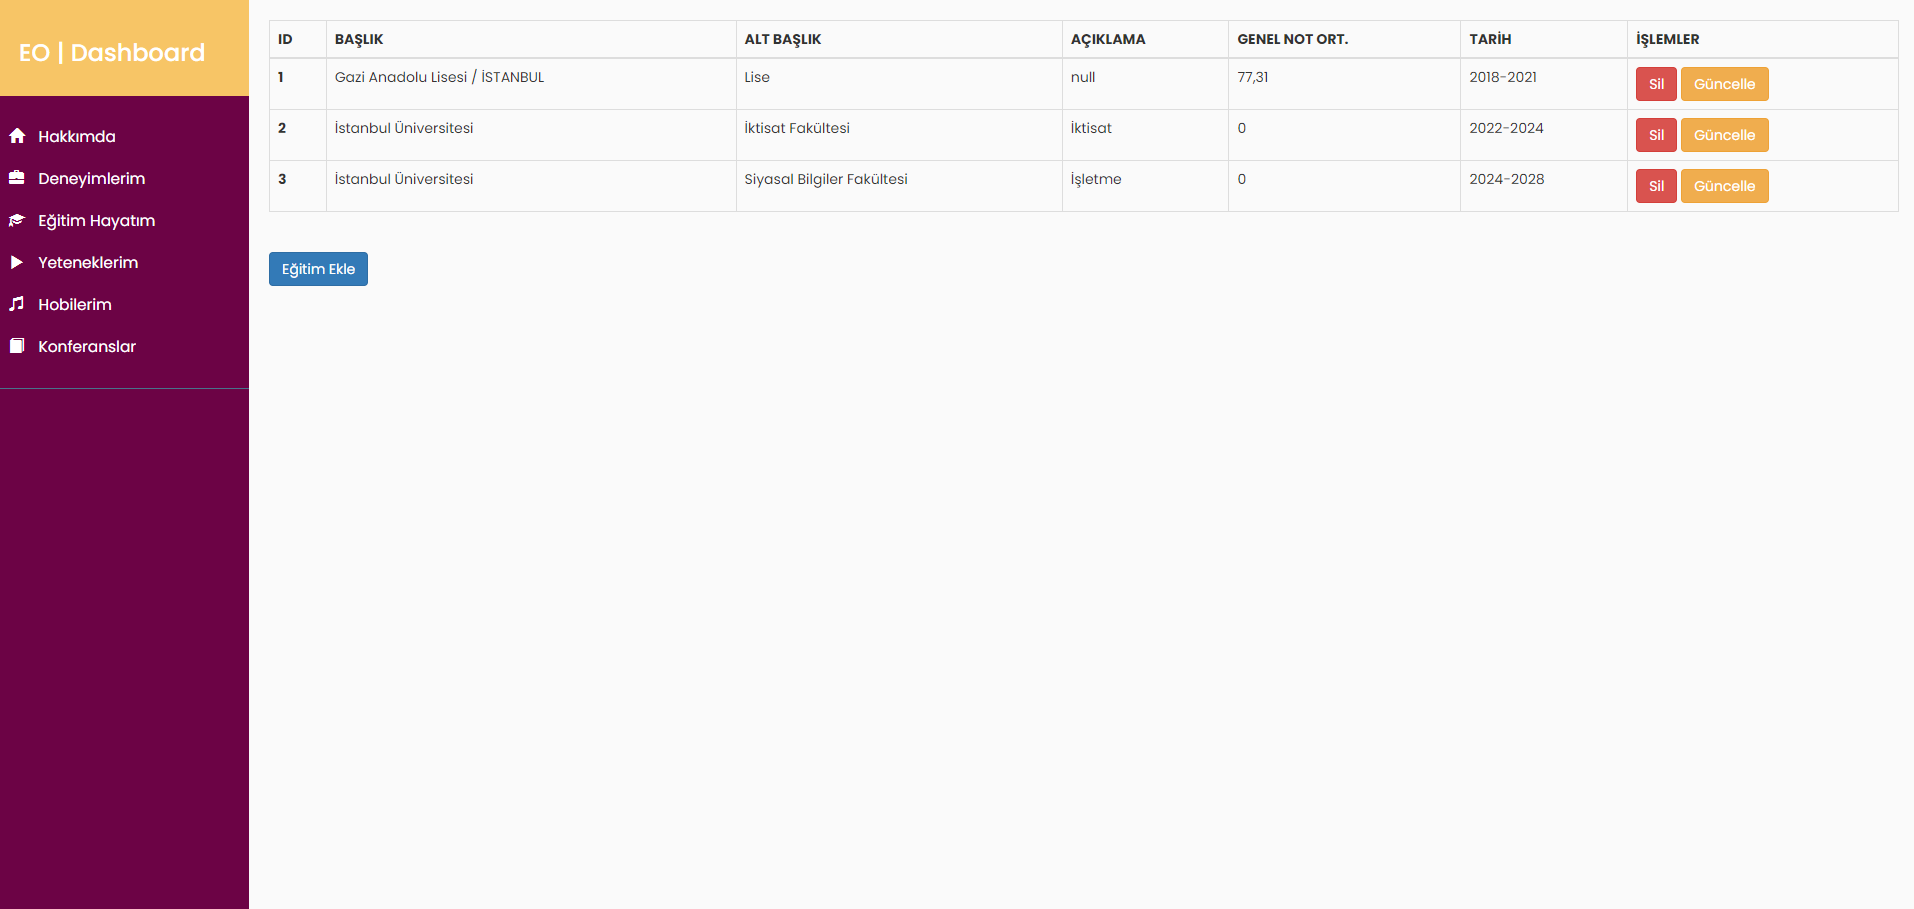 EO | Dashboard
Hakkımda
Deneyimlerim
Eğitim Hayatım
Yeteneklerim
Hobilerim
Konferanslar
ID BAŞLIK ALT BAŞLIK AÇIKLAMA GENEL NOT ORT. TARİH İŞLEMLER
1 Gazi Anadolu Lisesi / İSTANBUL Lise null 77,31 2018-2021 Sil Güncelle
2 İstanbul Üniversitesi İktisat Fakültesi İktisat 0 2022-2024 Sil Güncelle
3 İstanbul Üniversitesi Siyasal Bilgiler Fakültesi İşletme 0 2024-2028 Sil Güncelle
Eğitim Ekle